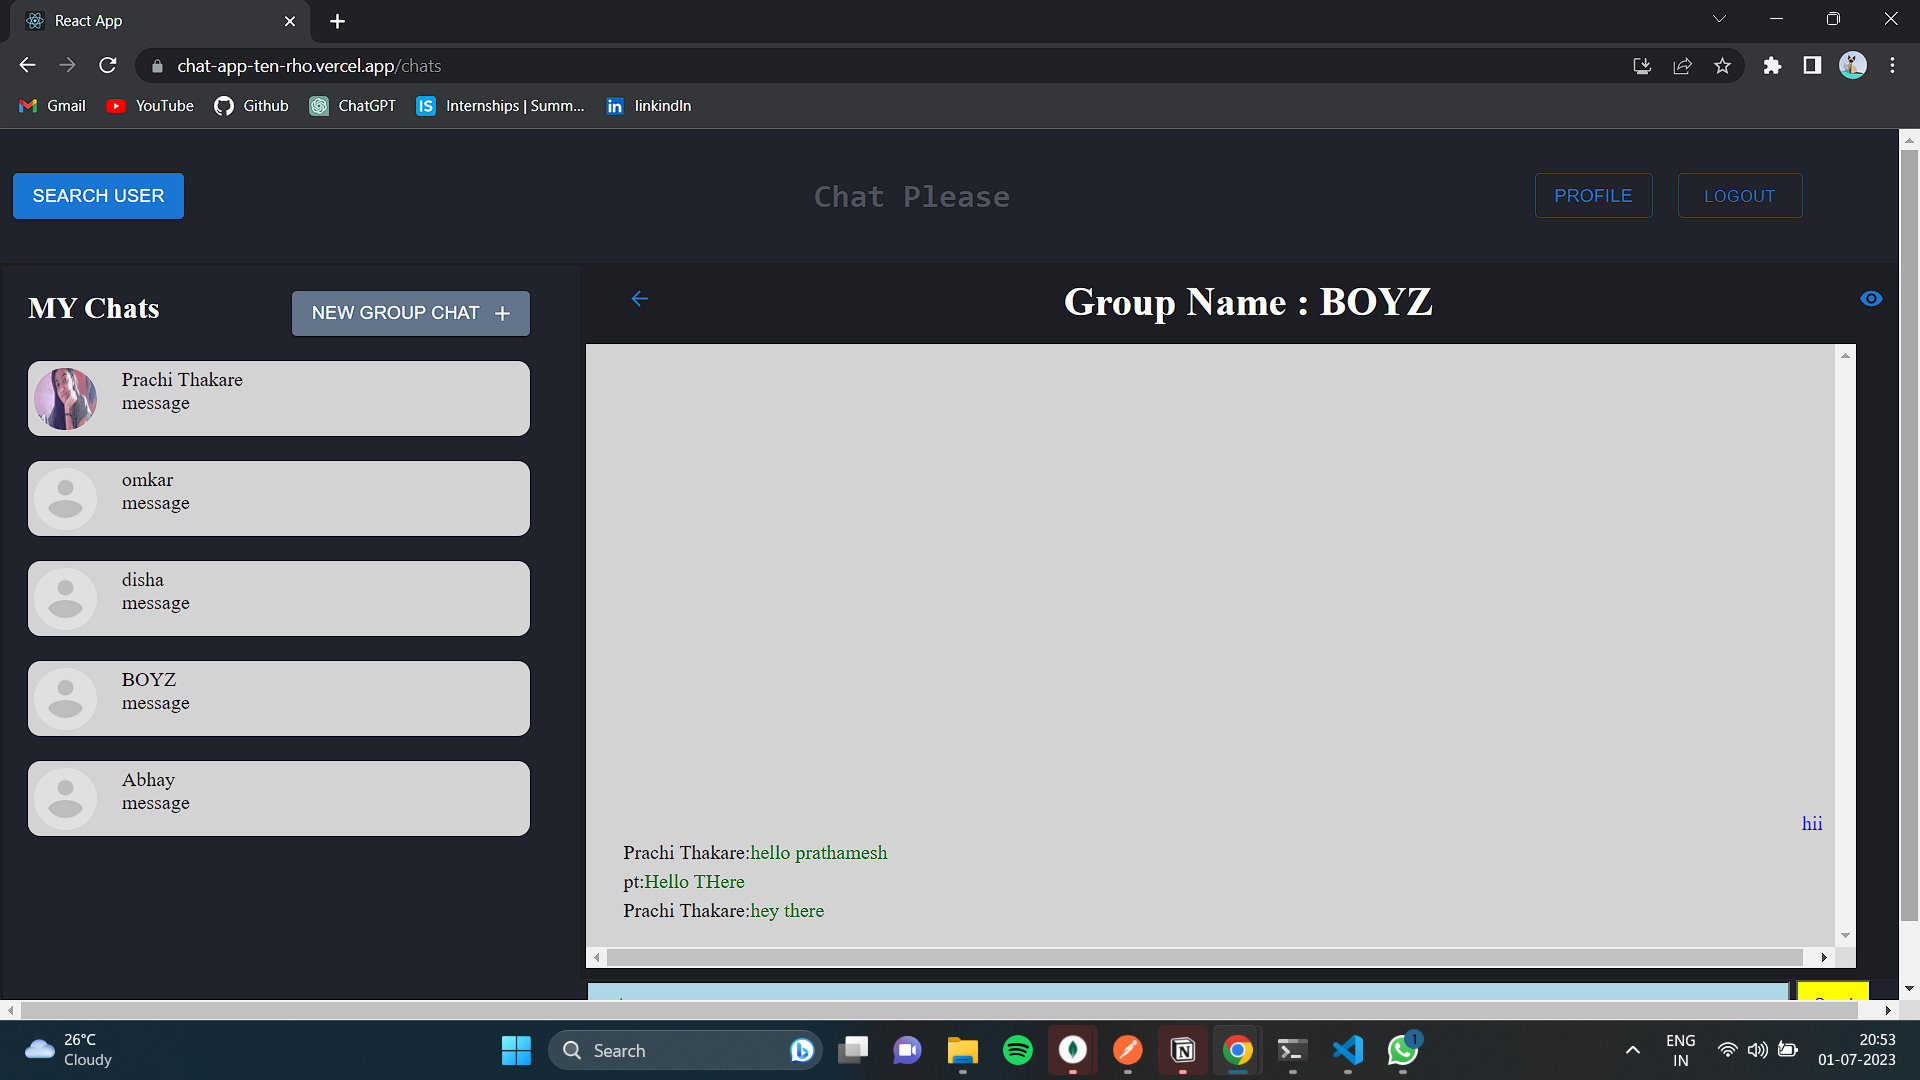 React App
chat-app-ten-rho.vercel.app/chats
Gmail
YouTube
Github
ChatGPT
IS
Internships | Summ...
in
linkindIn
SEARCH USER
Chat Please
PROFILE
LOGOUT
MY Chats
NEW GROUP CHAT +
Group Name : BOYZ
Prachi Thakare
message
omkar
message
disha
message
BOYZ
message
Abhay
message
hii
Prachi Thakare:hello prathamesh
pt:Hello THere
Prachi Thakare:hey there
26°C
Cloudy
Search
1
ENG
IN
20:53
01-07-2023